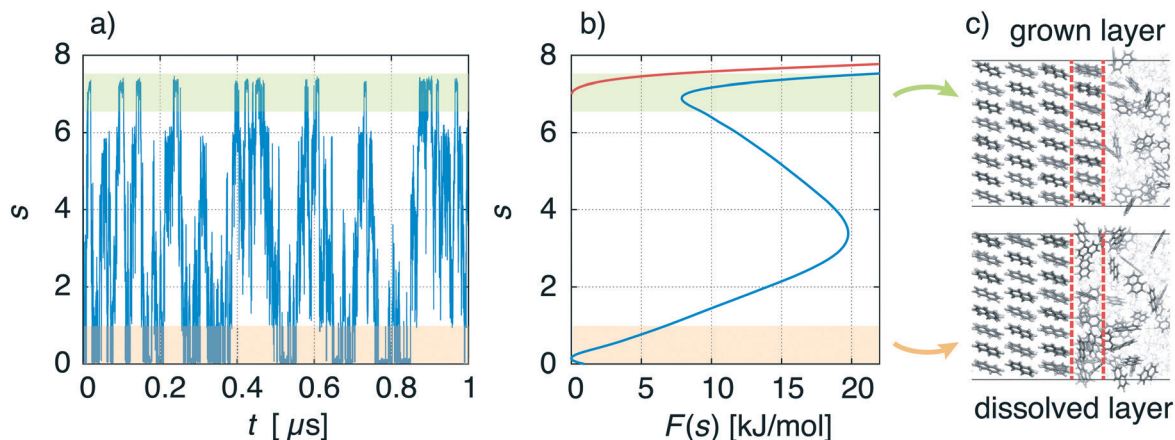 a)
8
6
s
4
2
0
0 0.2 0.4 0.6 0.8 1
t [ μs]
b)
8
6
s
4
2
0
0 5 10 15 20
F(s) [kJ/mol]
c)
grown layer
dissolved layer